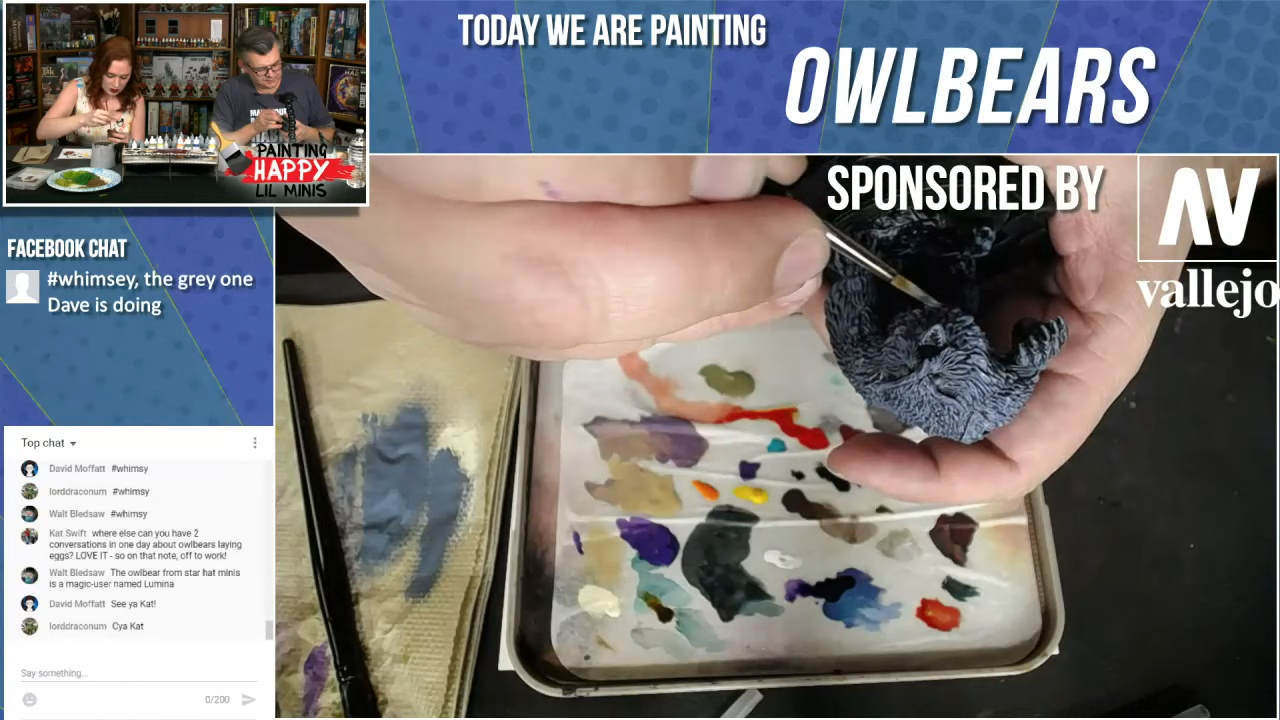 TODAY WE ARE PAINTING
OWLBEARS
SPONSORED BY
AV
vallejo
PAINTING
HAPPY
LIL MINIS
FACEBOOK CHAT
#whimsey, the grey one
Dave is doing
Top chat
David Moffatt #whimsy
lorddraconum #whimsy
Walt Bledsaw #whimsy
Kat Swift where else can you have 2
conversations in one day about owlbears laying
eggs? LOVE IT - so on that note, off to work!
Walt Bledsaw The owlbear from star hat minis
is a magic-user named Lumina
David Moffatt See ya Kat!
lorddraconum Cya Kat
Say something...
0/200